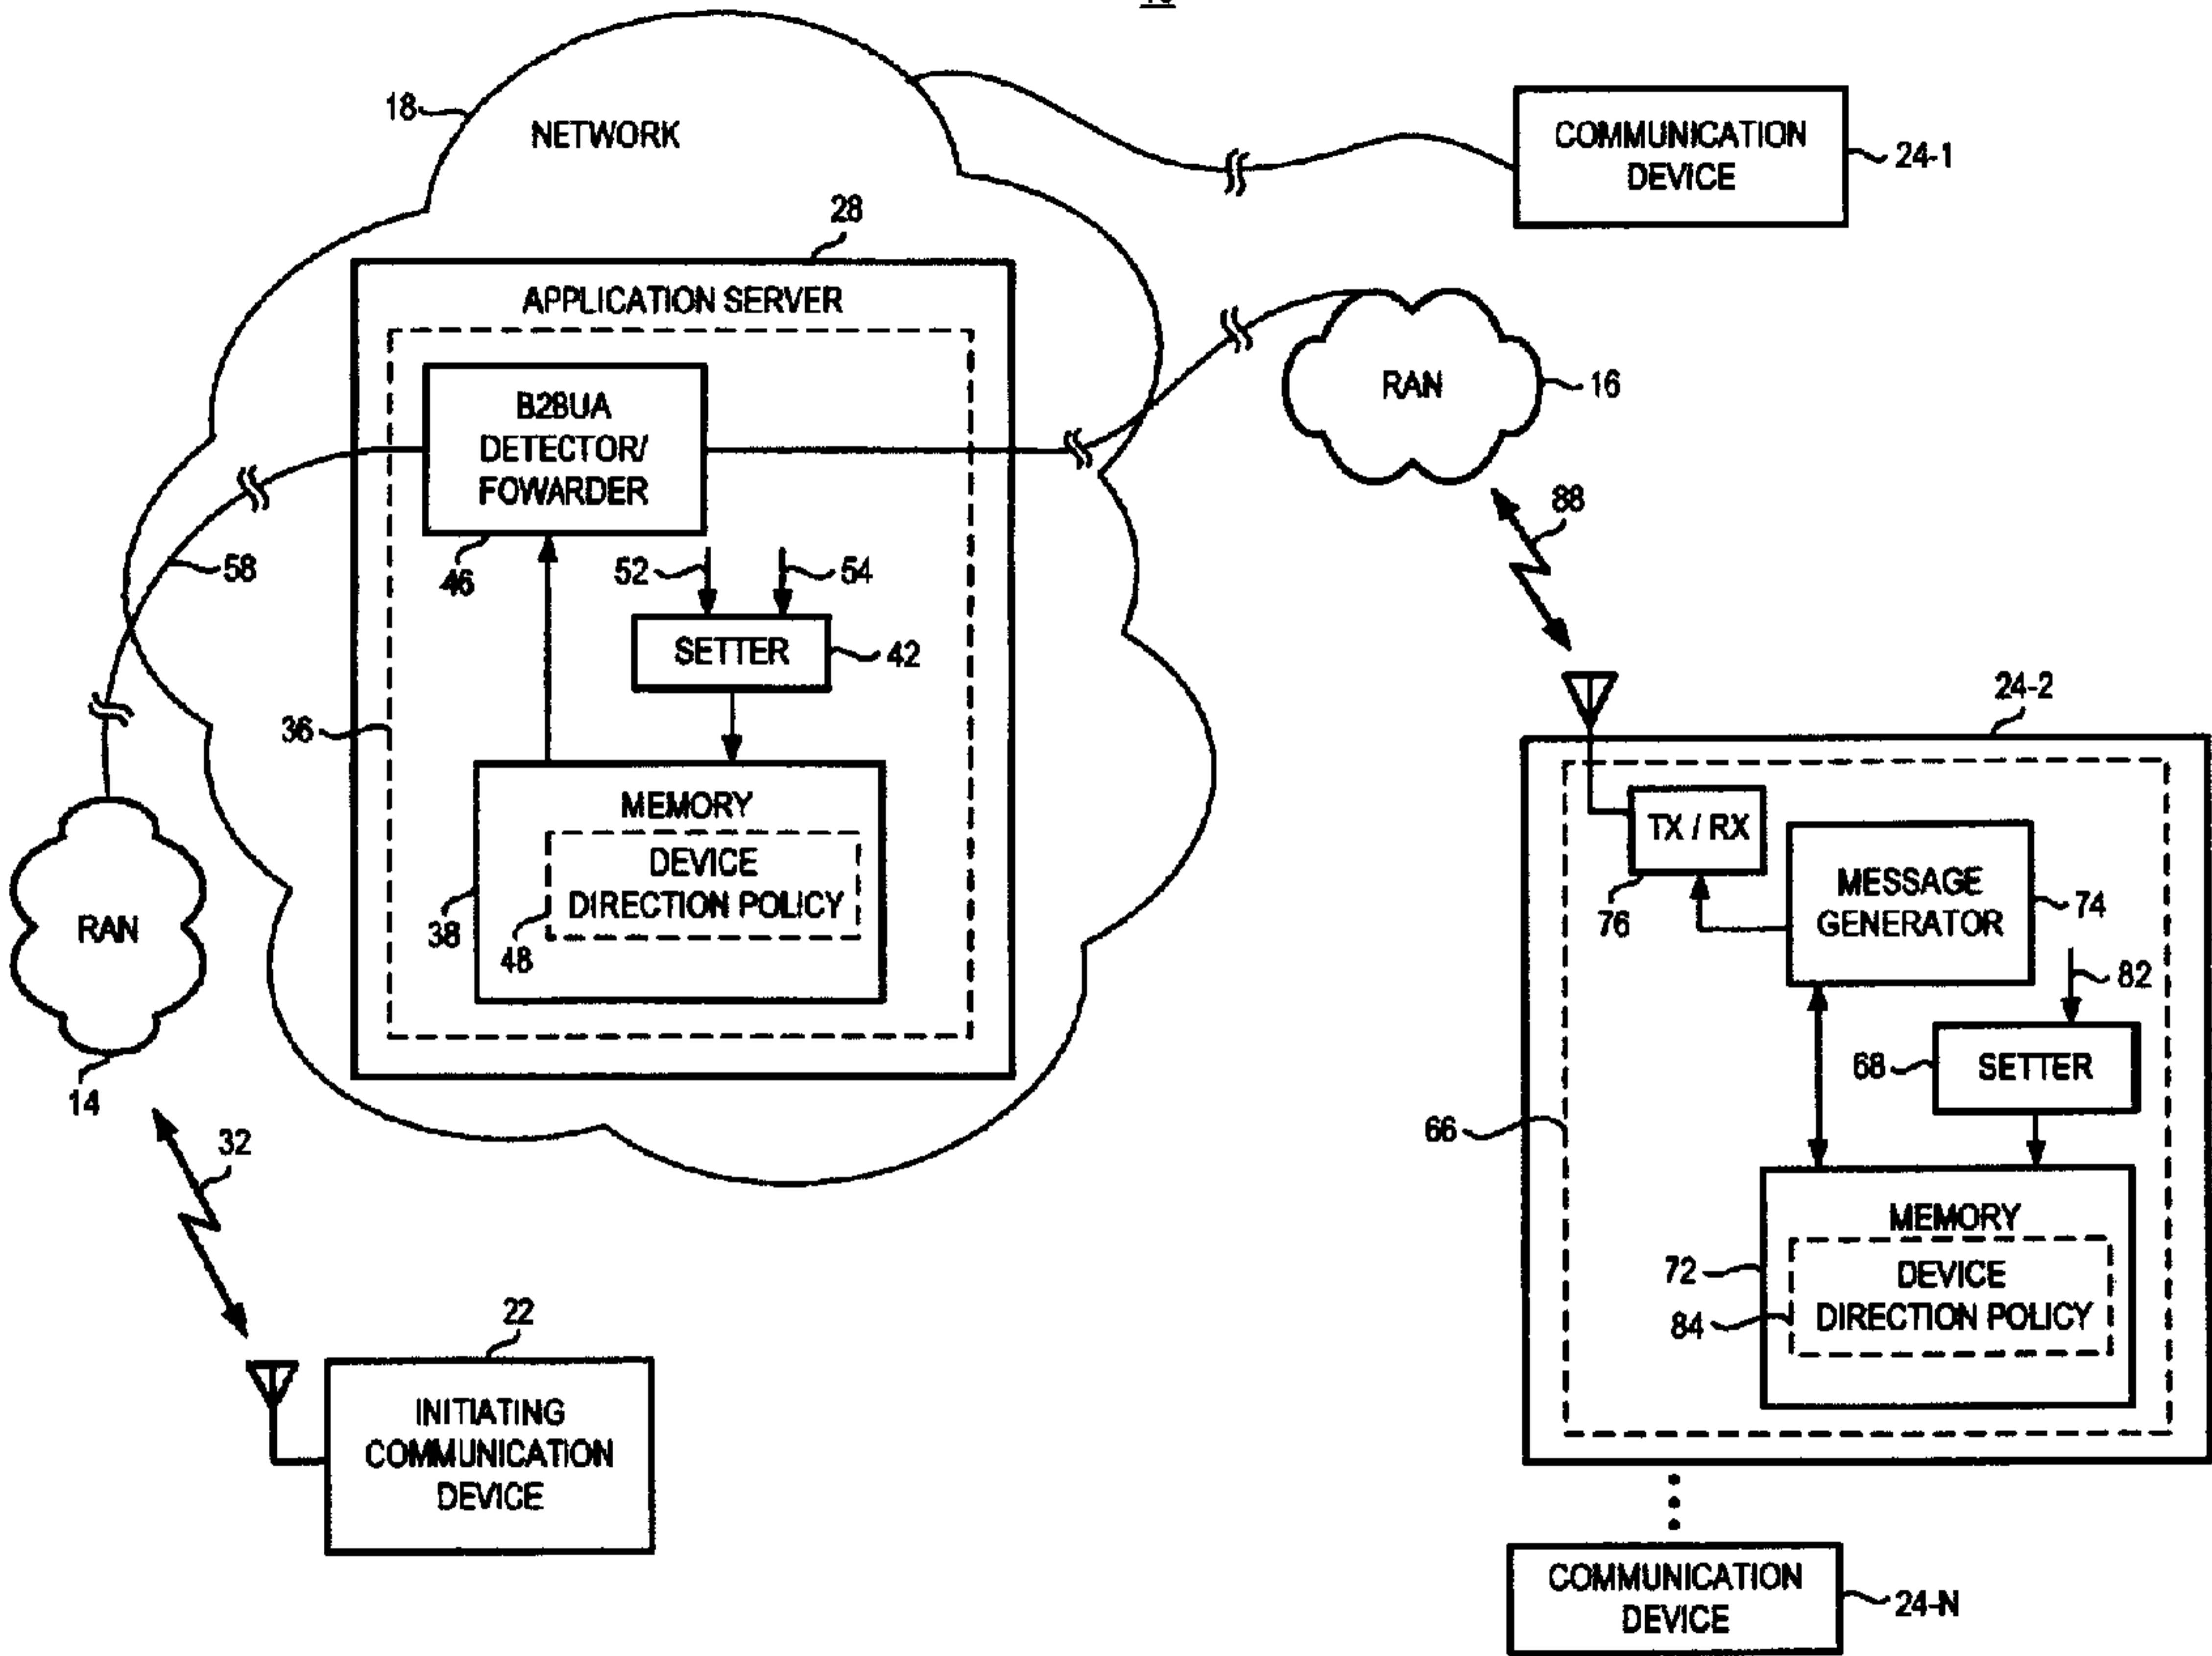 18
NETWORK
COMMUNICATION
DEVICE
24-1
28
APPLICATION SERVER
B2BUA
DETECTOR/
FOWARDER
46
52
54
SETTER
42
58
36
MEMORY
DEVICE
DIRECTION POLICY
38
48
RAN
16
88
RAN
14
32
22
INITIATING
COMMUNICATION
DEVICE
24-2
TX / RX
76
MESSAGE
GENERATOR
74
82
68
SETTER
66
MEMORY
72
DEVICE
DIRECTION POLICY
84
COMMUNICATION
DEVICE
24-N